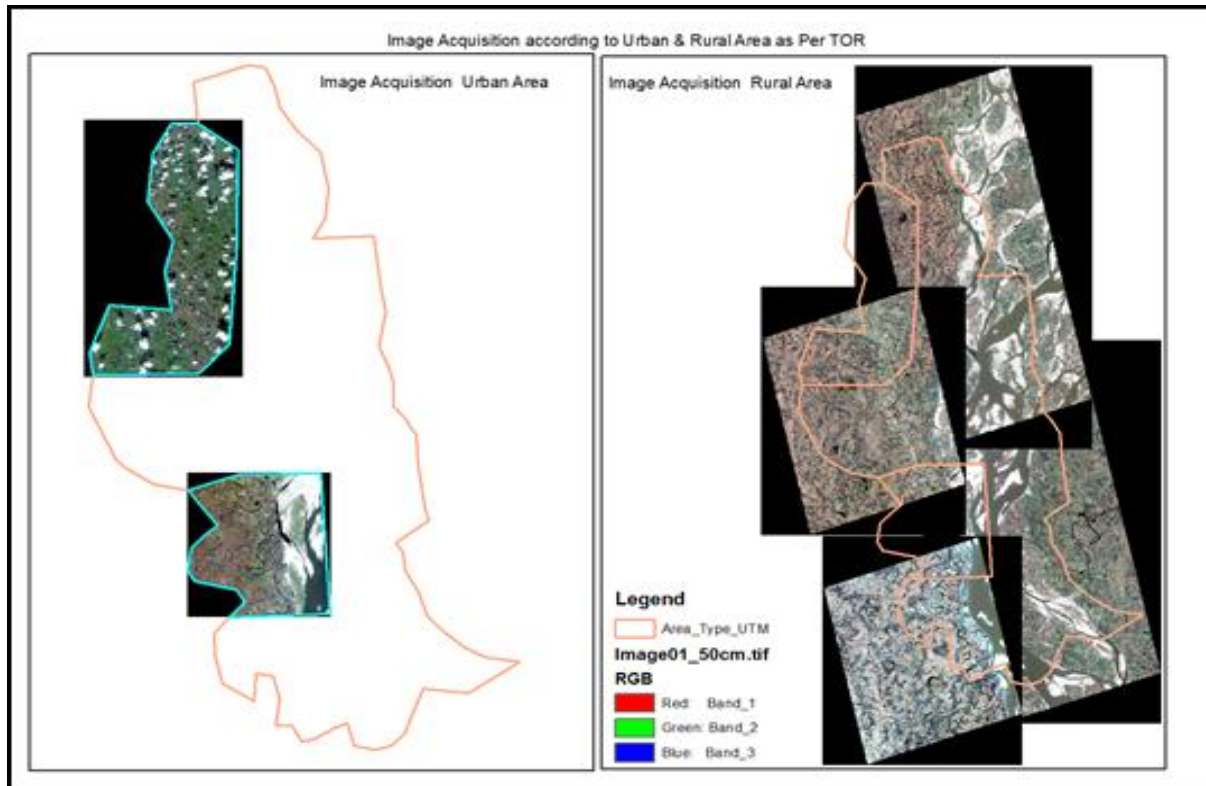 Image Acquisition according to Urban & Rural Area as Per TOR
Image Acquisition Urban Area
Image Acquisition Rural Area
Legend
Area_Type_UTM
Image01_50cm.tif
RGB
Red: Band_1
Green: Band_2
Blue: Band_3